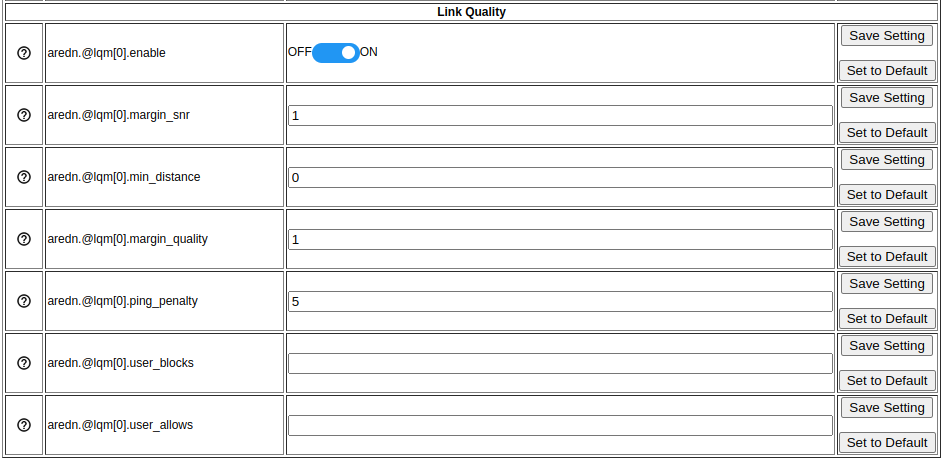 Link Quality
aredn.@lqm[0].enable OFF ON Save Setting
Set to Default
aredn.@lqm[0].margin_snr 1 Save Setting
Set to Default
aredn.@lqm[0].min_distance 0 Save Setting
Set to Default
aredn.@lqm[0].margin_quality 1 Save Setting
Set to Default
aredn.@lqm[0].ping_penalty 5 Save Setting
Set to Default
aredn.@lqm[0].user_blocks Save Setting
Set to Default
aredn.@lqm[0].user_allows Save Setting
Set to Default